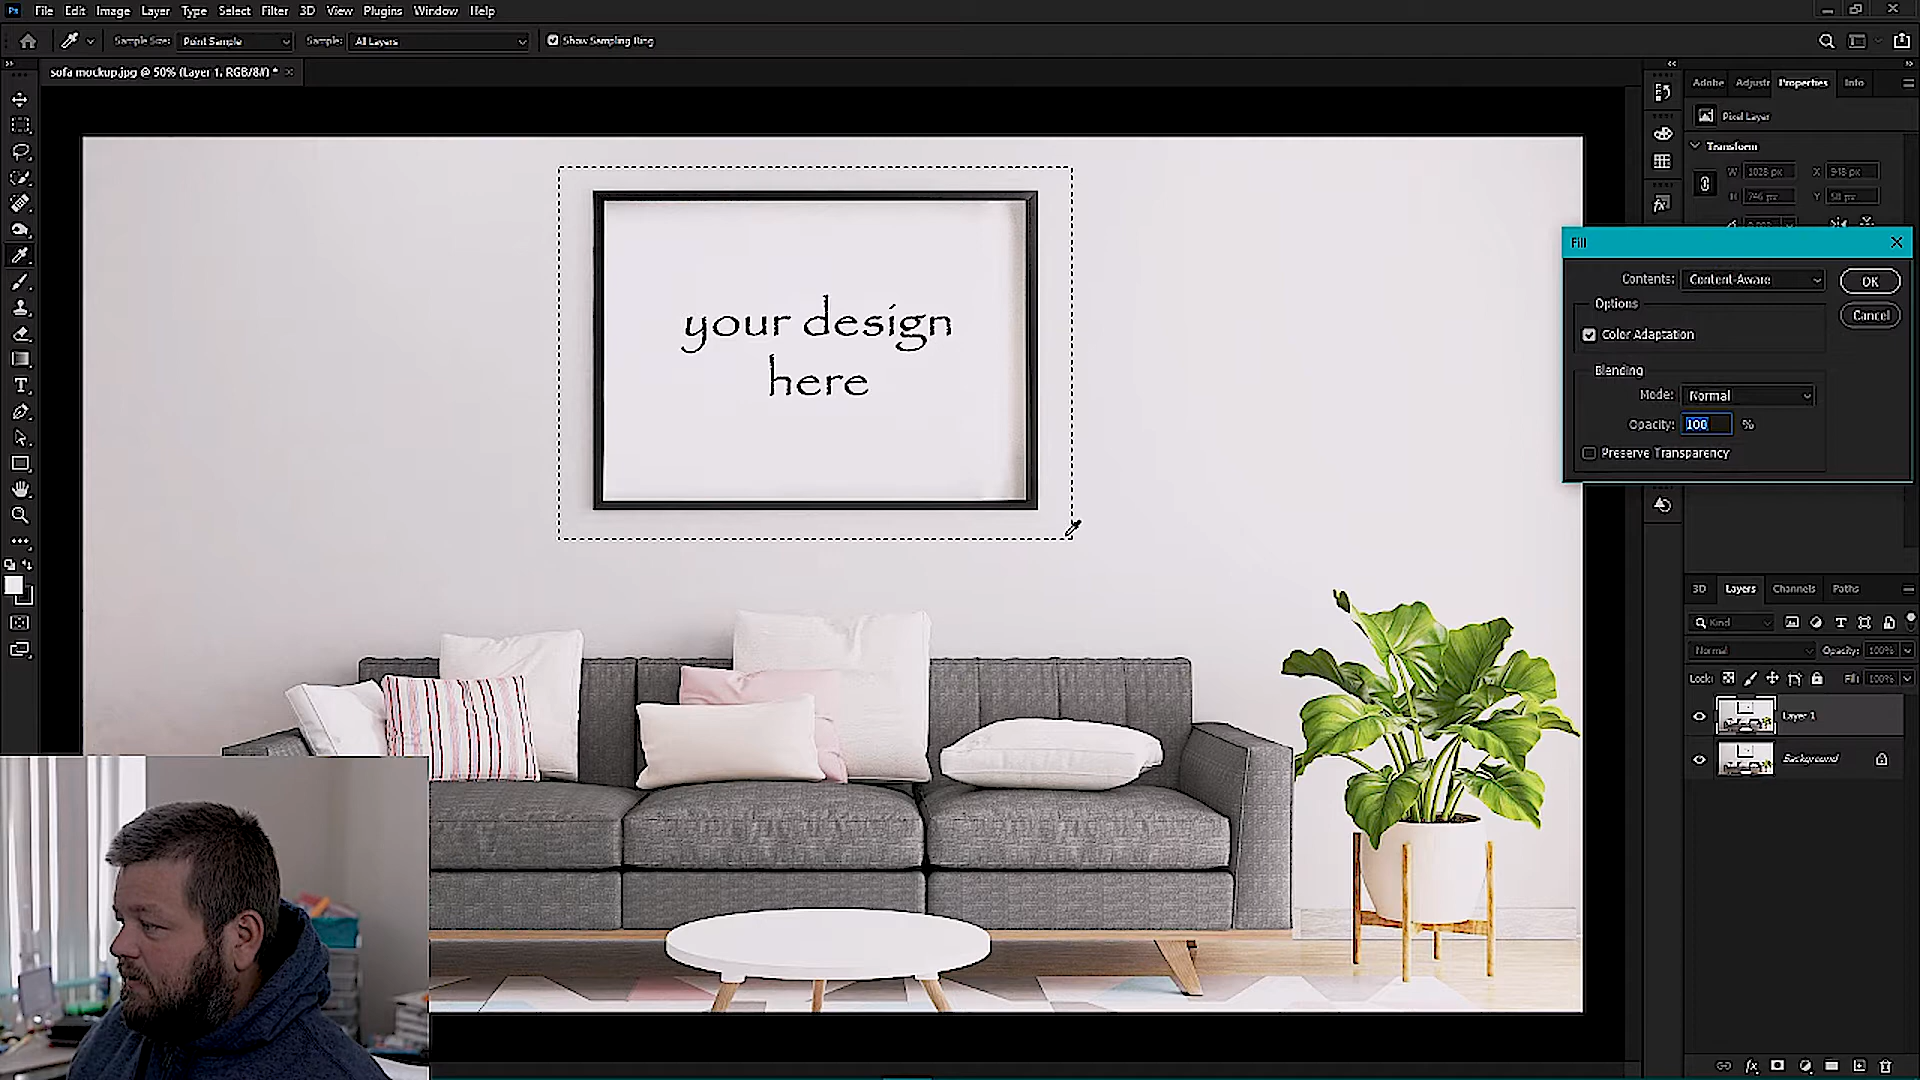 Ps File Edit Image Layer Type Select Filter 3D View Plugins Window Help
Sample Size: Point Sample Sample: All Layers Show Sampling Ring
sofa mockup.jpg @ 50% (Layer 1, RGB/8#) *
Adobe Adjustr Properties Info
Pixel Layer
Transform
W 1028 px X 948 px
H 746 px Y 58 px
Fill
Contents: Content-Aware OK
Options
Cancel
Color Adaptation
Blending
Mode: Normal
Opacity: 100 %
Preserve Transparency
your design
here
3D Layers Channels Paths
Kind
Normal Opacity: 100%
Lock: Fill: 100%
Layer 1
Background